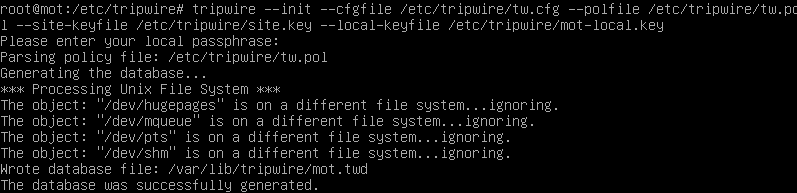 root@mot:/etc/tripwire# tripwire --init --cfgfile /etc/tripwire/tw.cfg --polfile /etc/tripwire/tw.po
l --site-keyfile /etc/tripwire/site.key --local-keyfile /etc/tripwire/mot-local.key
Please enter your local passphrase:
Parsing policy file: /etc/tripwire/tw.pol
Generating the database...
*** Processing Unix File System ***
The object: "/dev/hugepages" is on a different file system...ignoring.
The object: "/dev/mqueue" is on a different file system...ignoring.
The object: "/dev/pts" is on a different file system...ignoring.
The object: "/dev/shm" is on a different file system...ignoring.
Wrote database file: /var/lib/tripwire/mot.twd
The database was successfully generated.